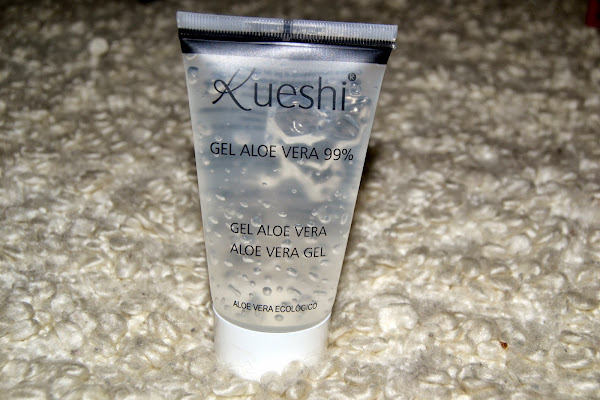 Kueshi®
GEL ALOE VERA 99%
GEL ALOE VERA
ALOE VERA GEL
ALOE VERA ECOLÓGICO